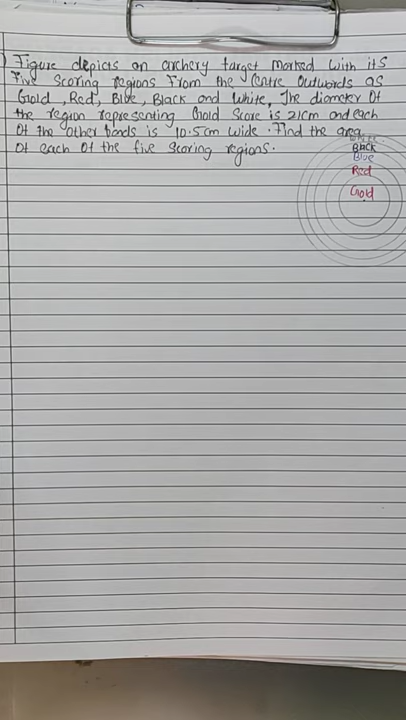 Figure depicts an archery target marked with its
Five Scoring regions From the Centre Outwords as
Gold, Red, Blue, Black and White, The diameter Of
the region representing Gold Score is 21cm and each
Of the Other bands is 10.5cm wide. Find the area
Of each Of the five Scoring regions.
White
Black
Blue
Red
Gold